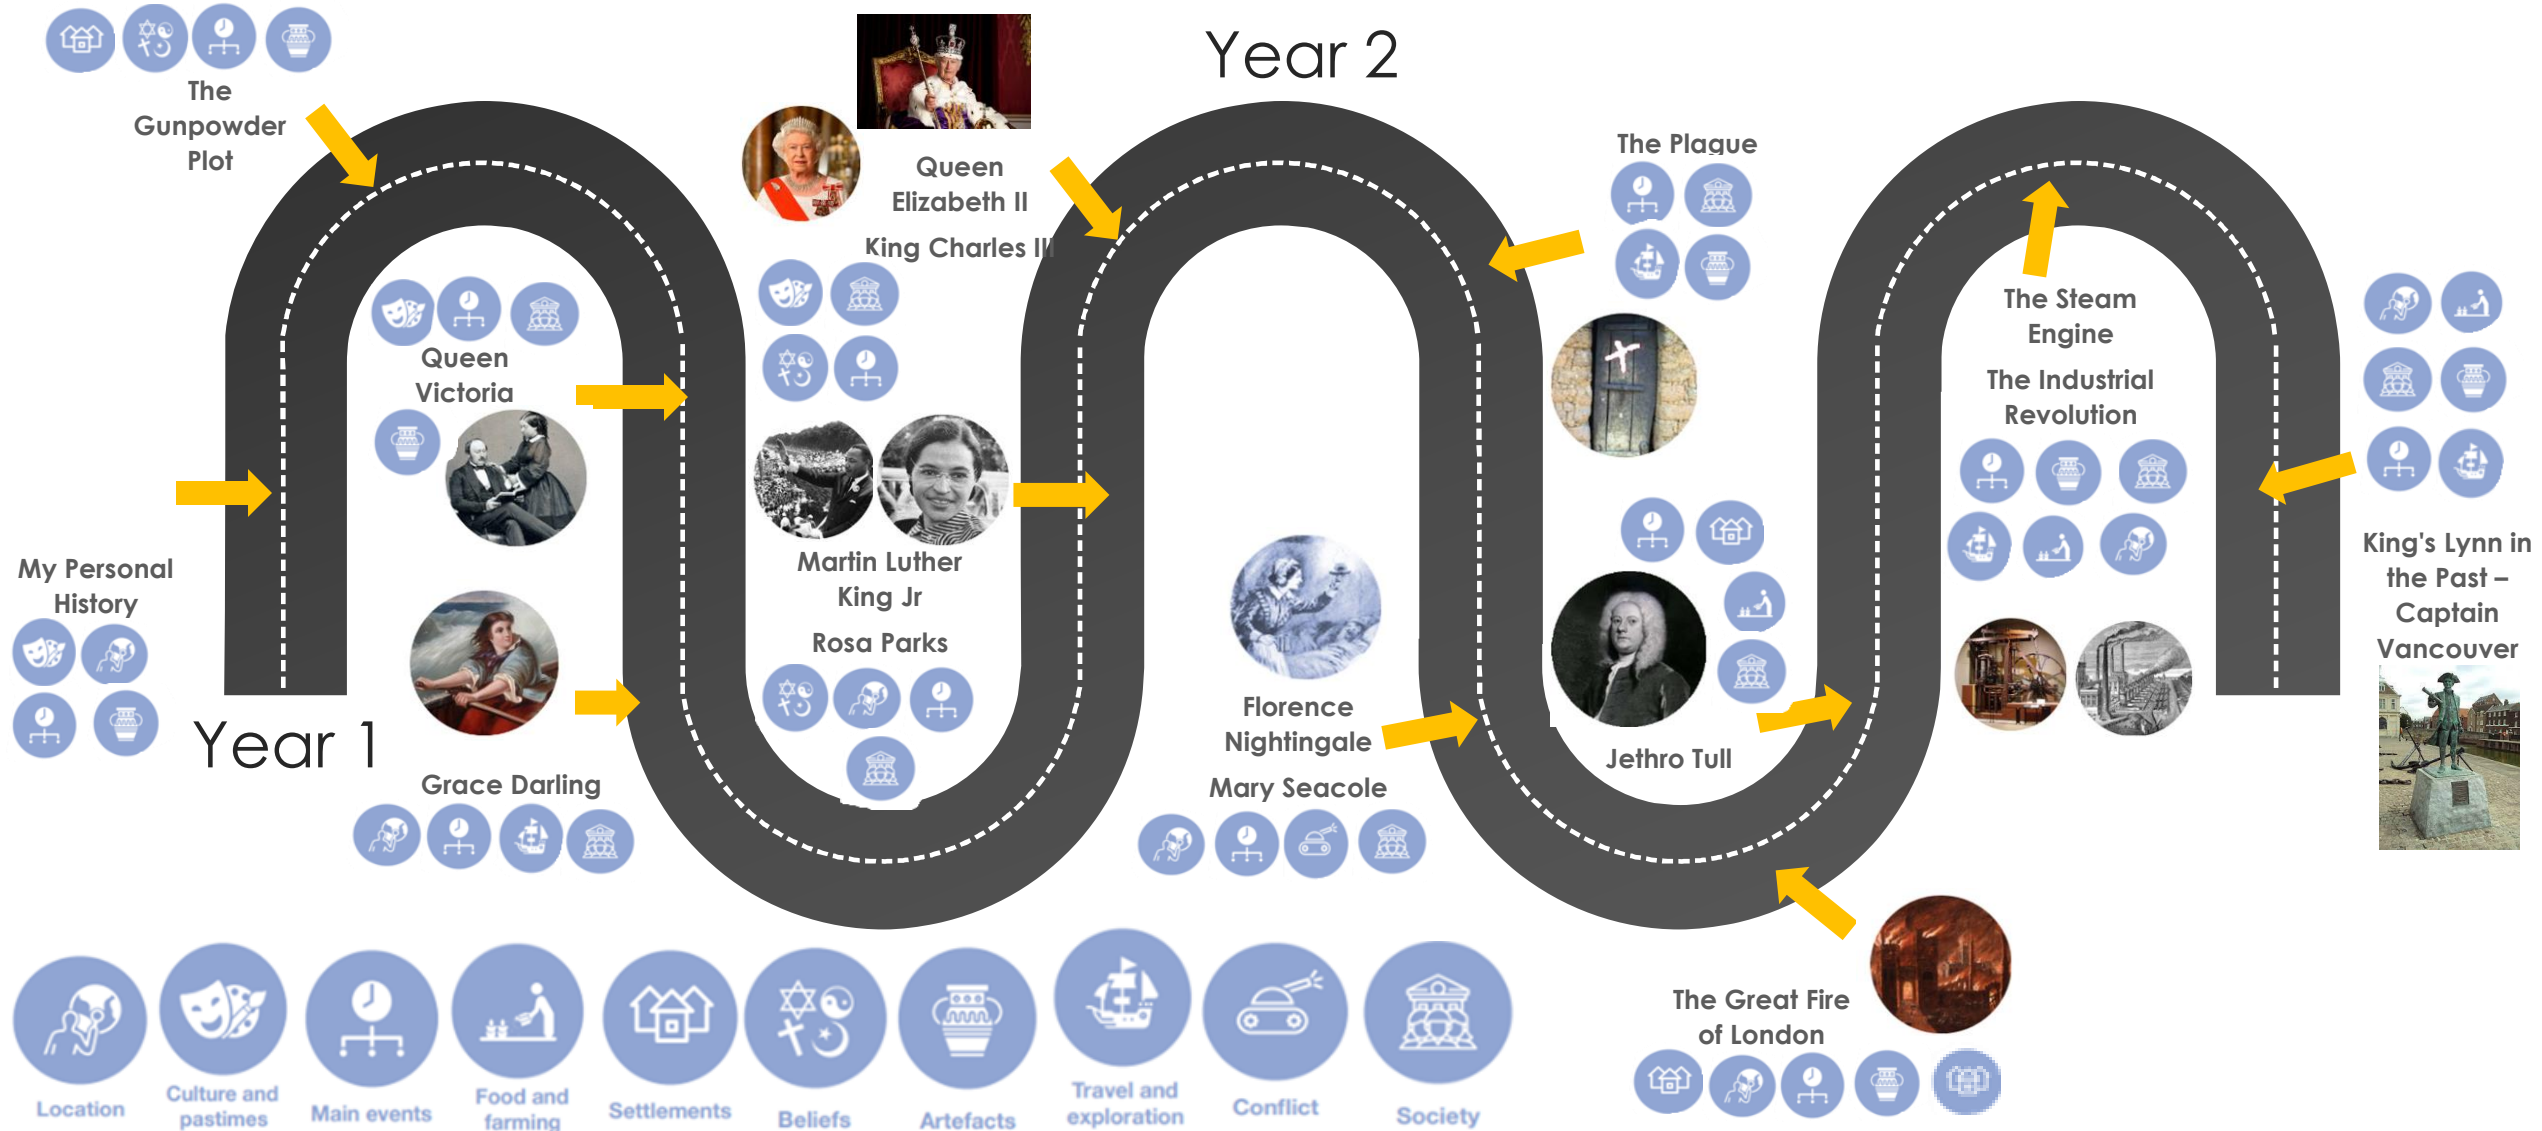 Year 1
My Personal
History
The
Gunpowder
Plot
Queen
Victoria
Grace Darling
Martin Luther
King Jr
Rosa Parks
Queen
Elizabeth II
King Charles III
Year 2
The Plague
Florence
Nightingale
Mary Seacole
The Great Fire
of London
Jethro Tull
The Steam
Engine
The Industrial
Revolution
King's Lynn in
the Past –
Captain
Vancouver
Location
Culture and
pastimes
Main events
Food and
farming
Settlements
Beliefs
Artefacts
Travel and
exploration
Conflict
Society